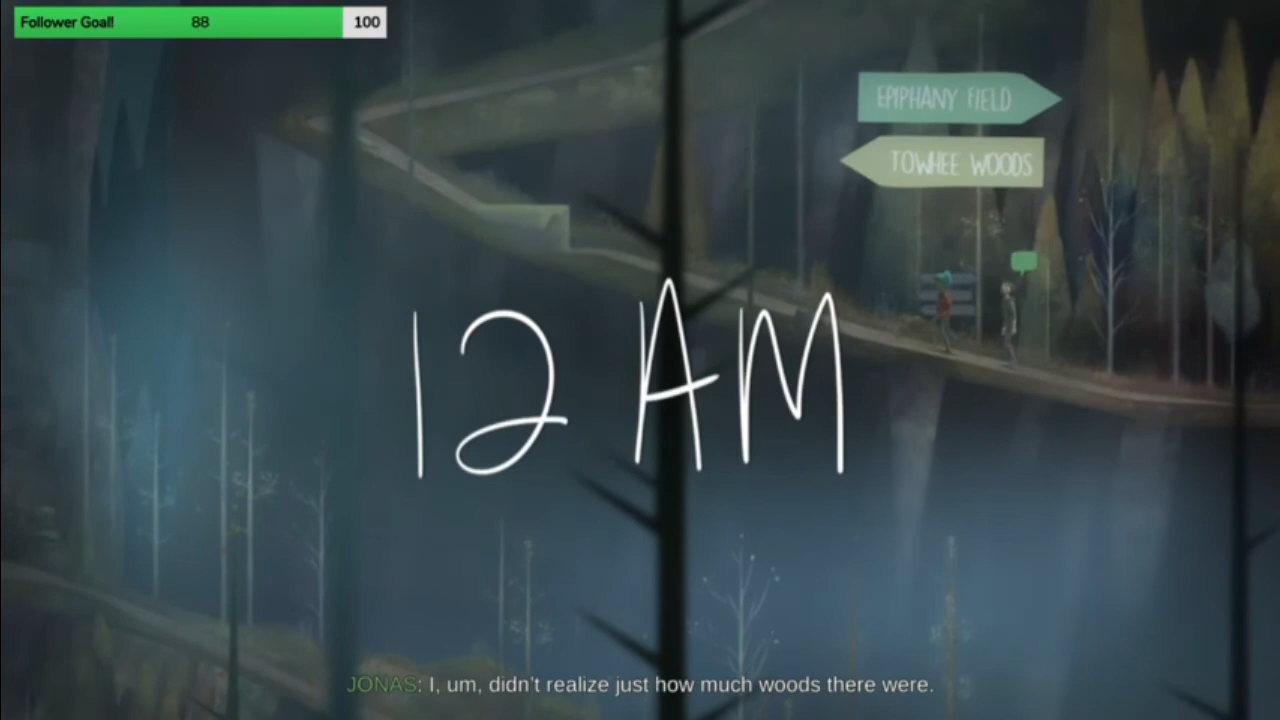 Follower Goal! 88 100
EPIPHANY FIELD
TOWHEE WOODS
12 AM
JONAS: I, um, didn't realize just how much woods there were.